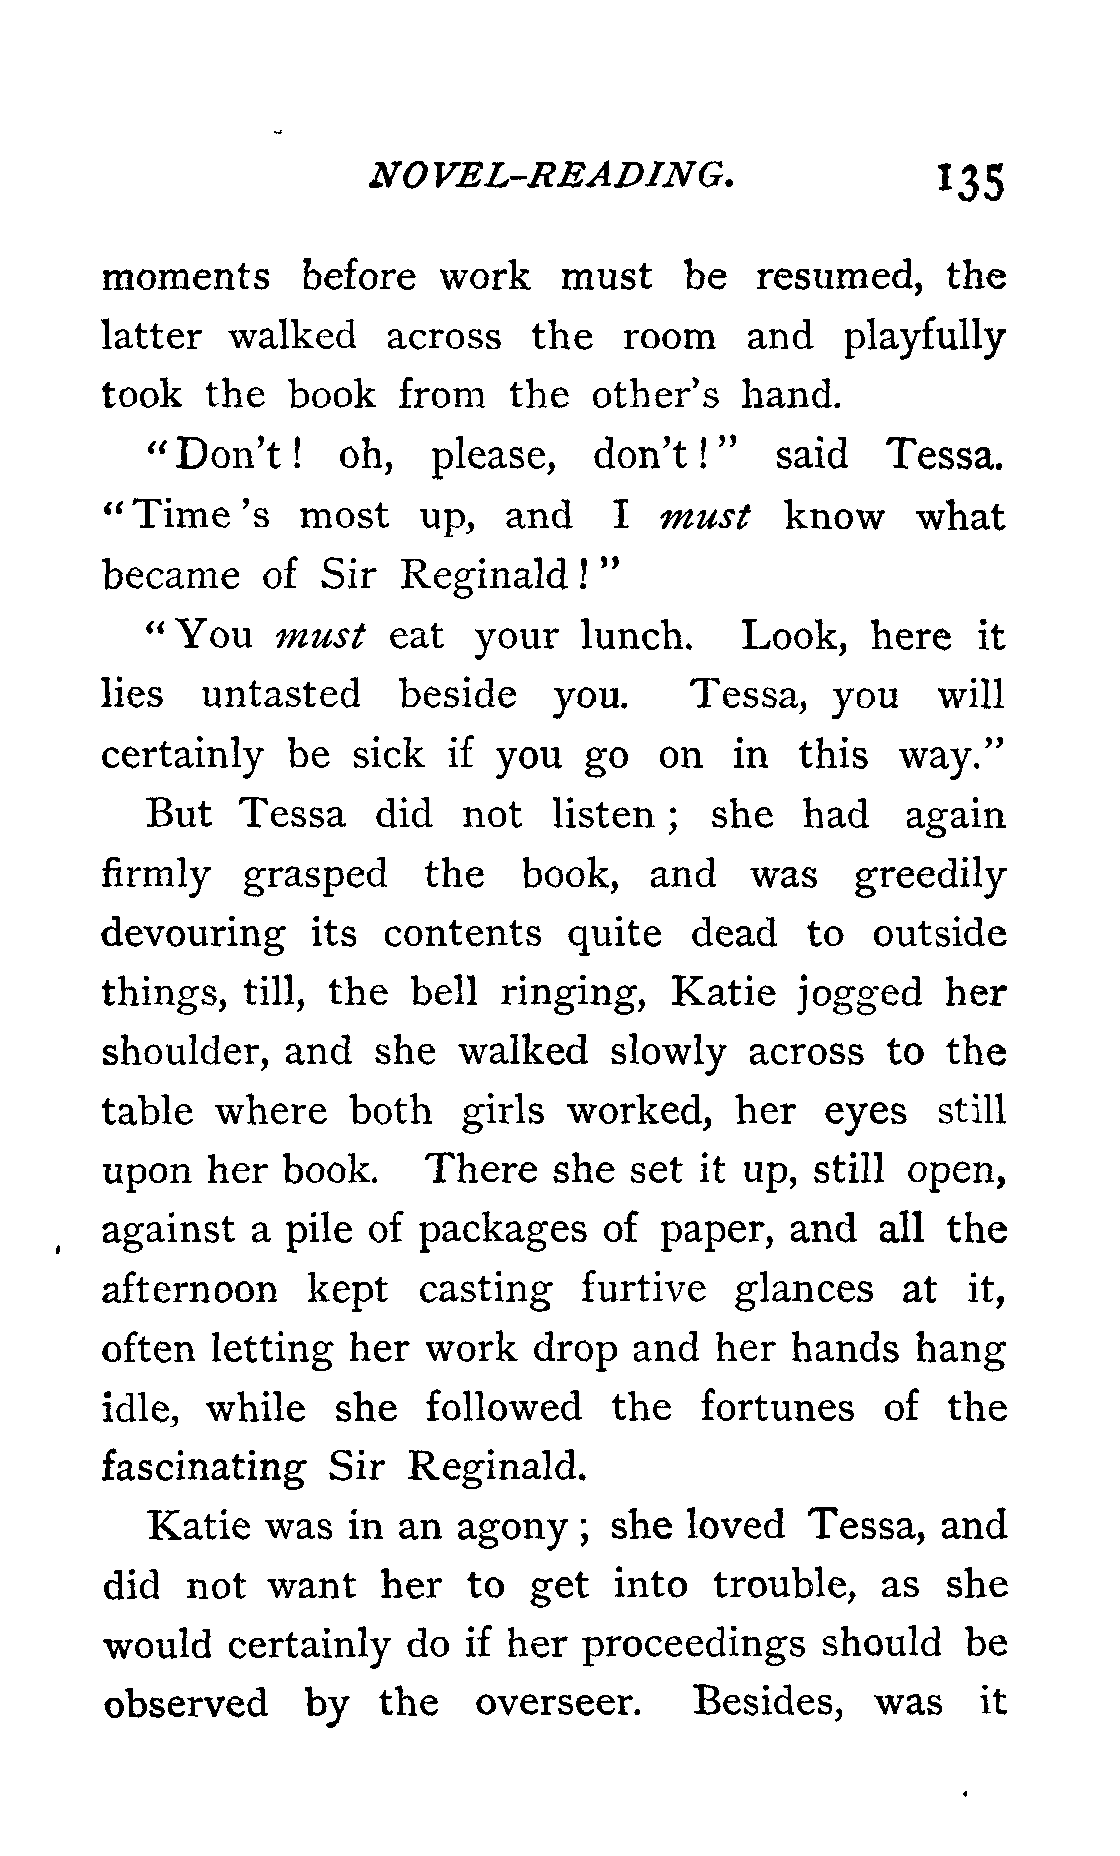 NOVEL-READING. 135
moments before work must be resumed, the
latter walked across the room and playfully
took the book from the other's hand.
"Don't! oh, please, don't!" said Tessa.
"Time 's most up, and I must know what
became of Sir Reginald!"
"You must eat your lunch. Look, here it
lies untasted beside you. Tessa, you will
certainly be sick if you go on in this way."
But Tessa did not listen; she had again
firmly grasped the book, and was greedily
devouring its contents quite dead to outside
things, till, the bell ringing, Katie jogged her
shoulder, and she walked slowly across to the
table where both girls worked, her eyes still
upon her book. There she set it up, still open,
against a pile of packages of paper, and all the
afternoon kept casting furtive glances at it,
often letting her work drop and her hands hang
idle, while she followed the fortunes of the
fascinating Sir Reginald.
Katie was in an agony; she loved Tessa, and
did not want her to get into trouble, as she
would certainly do if her proceedings should be
observed by the overseer. Besides, was it